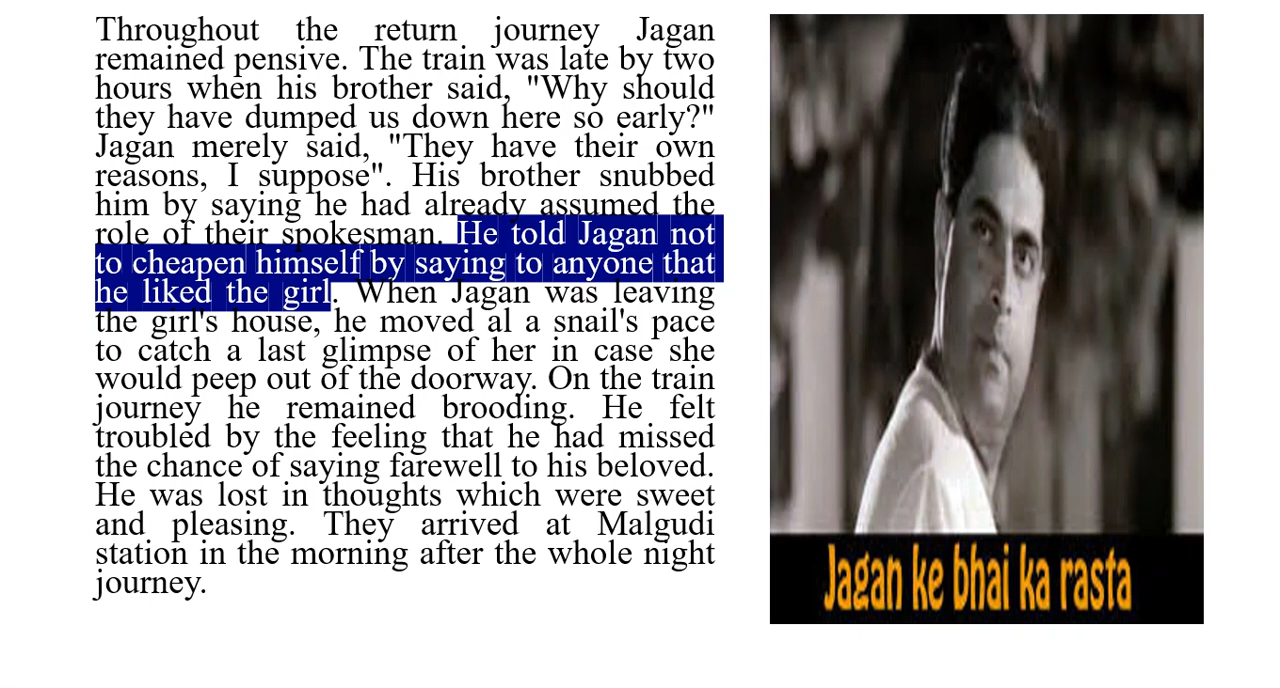 Throughout the return journey Jagan
remained pensive. The train was late by two
hours when his brother said, "Why should
they have dumped us down here so early?"
Jagan merely said, "They have their own
reasons, I suppose". His brother snubbed
him by saying he had already assumed the
role of their spokesman. He told Jagan not
to cheapen himself by saying to anyone that
he liked the girl. When Jagan was leaving
the girl's house, he moved al a snail's pace
to catch a last glimpse of her in case she
would peep out of the doorway. On the train
journey he remained brooding. He felt
troubled by the feeling that he had missed
the chance of saying farewell to his beloved.
He was lost in thoughts which were sweet
and pleasing. They arrived at Malgudi
station in the morning after the whole night
journey.
Jagan ke bhai ka rasta